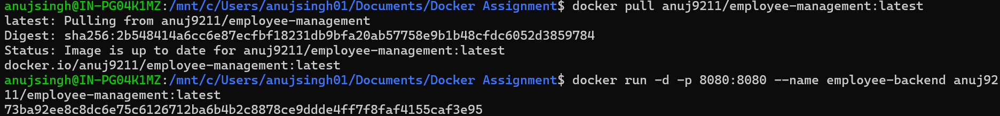 anujsingh@IN-PG04K1MZ:/mnt/c/Users/anujsingh01/Documents/Docker Assignment$ docker pull anuj9211/employee-management:latest
latest: Pulling from anuj9211/employee-management
Digest: sha256:2b548414a6cc6e87ecfbf18231db9bfa20ab57758e9b1b48cfdc6052d3859784
Status: Image is up to date for anuj9211/employee-management:latest
docker.io/anuj9211/employee-management:latest
anujsingh@IN-PG04K1MZ:/mnt/c/Users/anujsingh01/Documents/Docker Assignment$ docker run -d -p 8080:8080 --name employee-backend anuj92
11/employee-management:latest
73ba92ee8c8dc6e75c6126712ba6b4b2c8878ce9ddde4ff7f8faf4155caf3e95